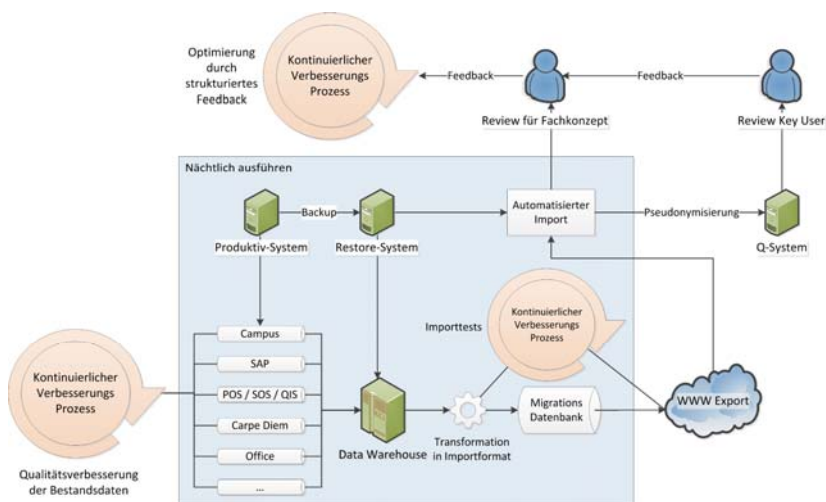 Optimierung
durch
strukturiertes
Feedback
Kontinuierlicher
Verbesserungs
Prozess
Feedback
Feedback
Review für Fachkonzept
Review Key User
Nächtlich ausführen
Backup
Automatisierter
Import
Pseudonymisierung
Produktiv-System
Restore-System
Q-System
Campus
SAP
POS / SOS / QIS
Carpe Diem
Office
...
Kontinuierlicher
Verbesserungs
Prozess
Importtests
Kontinuierlicher
Verbesserungs
Prozess
Data Warehouse
Transformation
in Importformat
Migrations
Datenbank
WWW Export
Qualitätsverbesserung
der Bestandsdaten